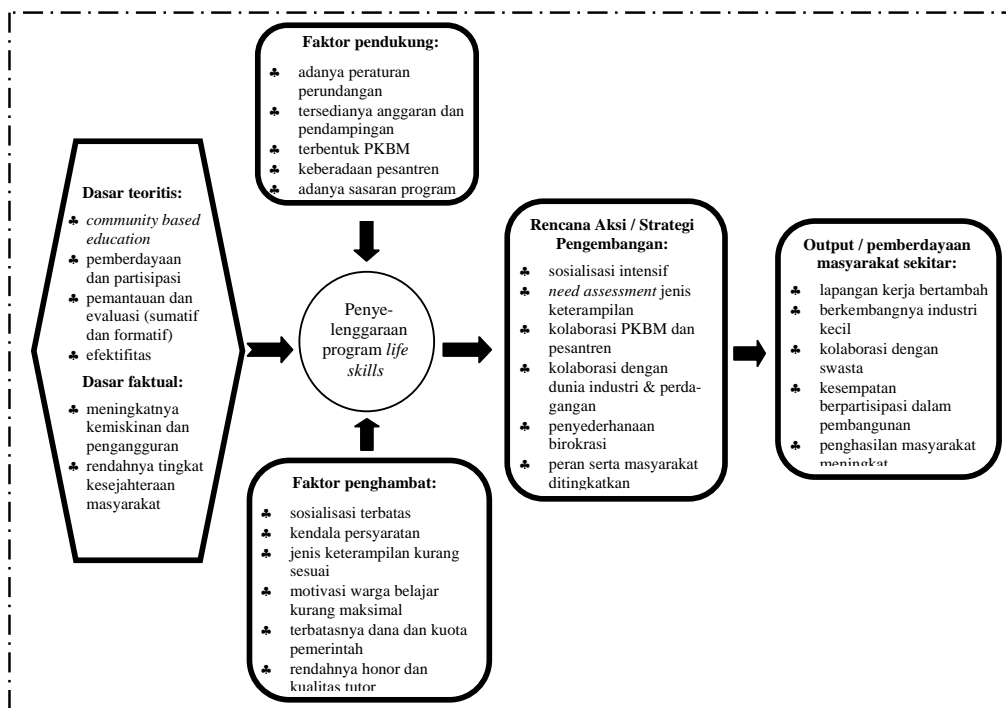 Faktor pendukung:
♣ adanya peraturan
perundangan
♣ tersedianya anggaran dan
pendampingan
♣ terbentuk PKBM
♣ keberadaan pesantren
♣ adanya sasaran program
Dasar teoritis:
♣ community based
education
♣ pemberdayaan
dan partisipasi
♣ pemantauan dan
evaluasi (sumatif
dan formatif)
♣ efektifitas
Dasar faktual:
♣ meningkatnya
kemiskinan dan
pengangguran
♣ rendahnya tingkat
kesejahteraan
masyarakat
Penye-
lenggaraan
program life
skills
Faktor penghambat:
♣ sosialisasi terbatas
♣ kendala persyaratan
♣ jenis keterampilan kurang
sesuai
♣ motivasi warga belajar
kurang maksimal
♣ terbatasnya dana dan kuota
pemerintah
♣ rendahnya honor dan
kualitas tutor
Rencana Aksi / Strategi
Pengembangan:
♣ sosialisasi intensif
♣ need assessment jenis
keterampilan
♣ kolaborasi PKBM dan
pesantren
♣ kolaborasi dengan
dunia industri & perda-
gangan
♣ penyederhanaan
birokrasi
♣ peran serta masyarakat
ditingkatkan
Output / pemberdayaan
masyarakat sekitar:
♣ lapangan kerja bertambah
♣ berkembangnya industri
kecil
♣ kolaborasi dengan
swasta
♣ kesempatan
berpartisipasi dalam
pembangunan
♣ penghasilan masyarakat
meningkat